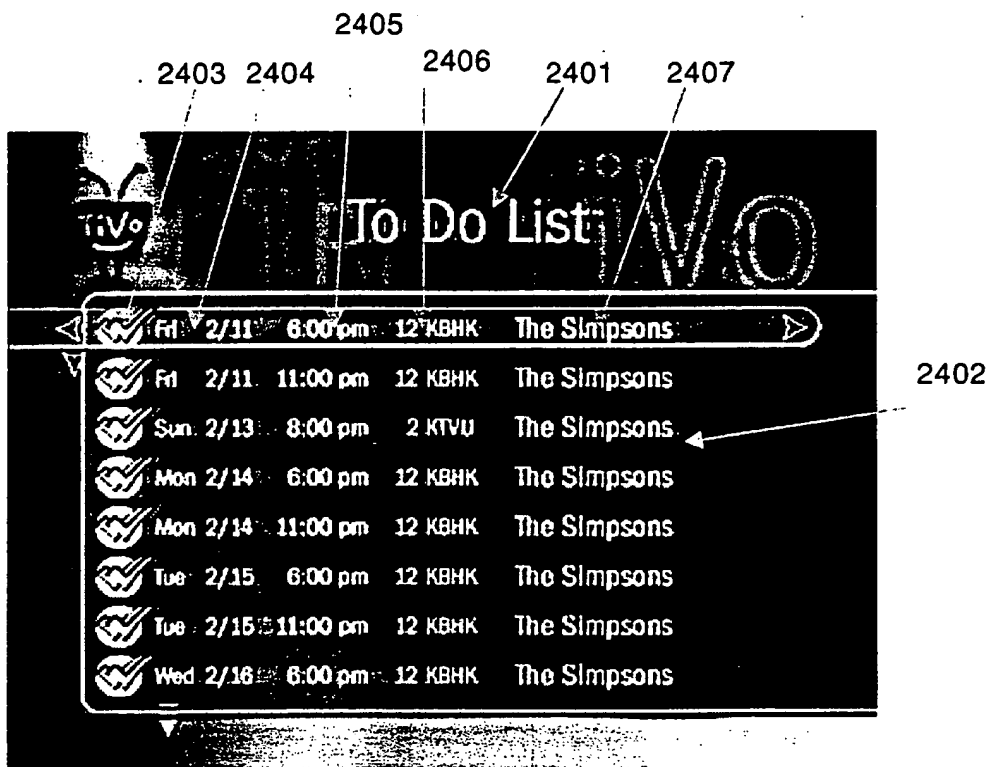 2405
2403 2404 2406 2401 2407
TiVo To Do List iVo
Fri 2/11 6:00 pm 12 KBHK The Simpsons
Fri 2/11 11:00 pm 12 KBHK The Simpsons
2402
Sun 2/13 8:00 pm 2 KTVU The Simpsons
Mon 2/14 6:00 pm 12 KBHK The Simpsons
Mon 2/14 11:00 pm 12 KBHK The Simpsons
Tue 2/15 6:00 pm 12 KBHK The Simpsons
Tue 2/15 11:00 pm 12 KBHK The Simpsons
Wed 2/16 6:00 pm 12 KBHK The Simpsons